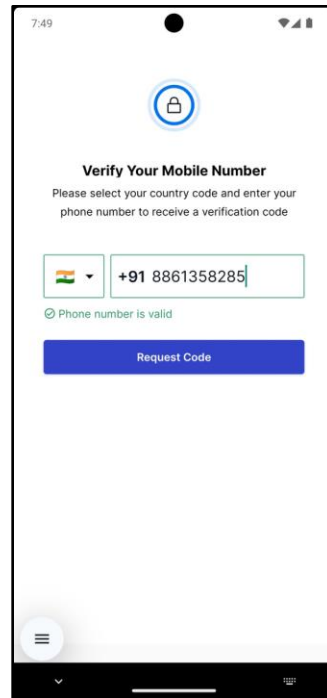 7:49
Verify Your Mobile Number
Please select your country code and enter your
phone number to receive a verification code
+91 8861358285
Phone number is valid
Request Code